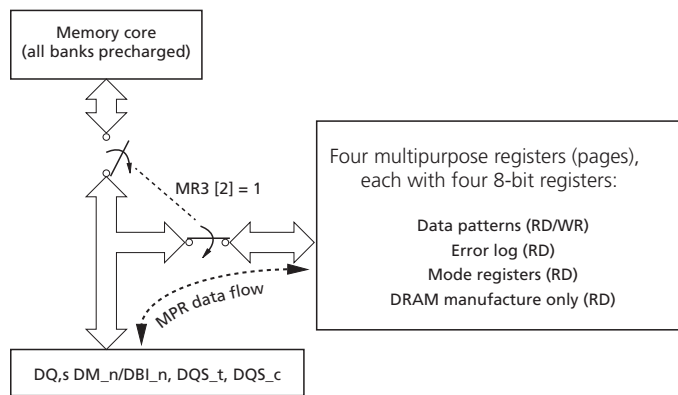 Memory core
(all banks precharged)
MR3 [2] = 1
Four multipurpose registers (pages),
each with four 8-bit registers:
Data patterns (RD/WR)
Error log (RD)
Mode registers (RD)
DRAM manufacture only (RD)
MPR data flow
DQ,s DM_n/DBI_n, DQS_t, DQS_c